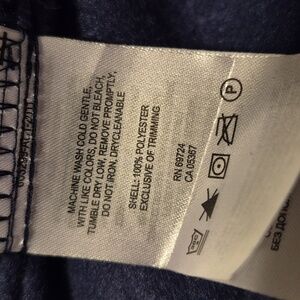 MACHINE WASH COLD GENTLE,
WITH LIKE COLORS, DO NOT BLEACH,
TUMBLE DRY LOW, REMOVE PROMPTLY,
DO NOT IRON, DRYCLEANABLE
SHELL: 100% POLYESTER
EXCLUSIVE OF TRIMMING
RN 69724
CA 05367
P